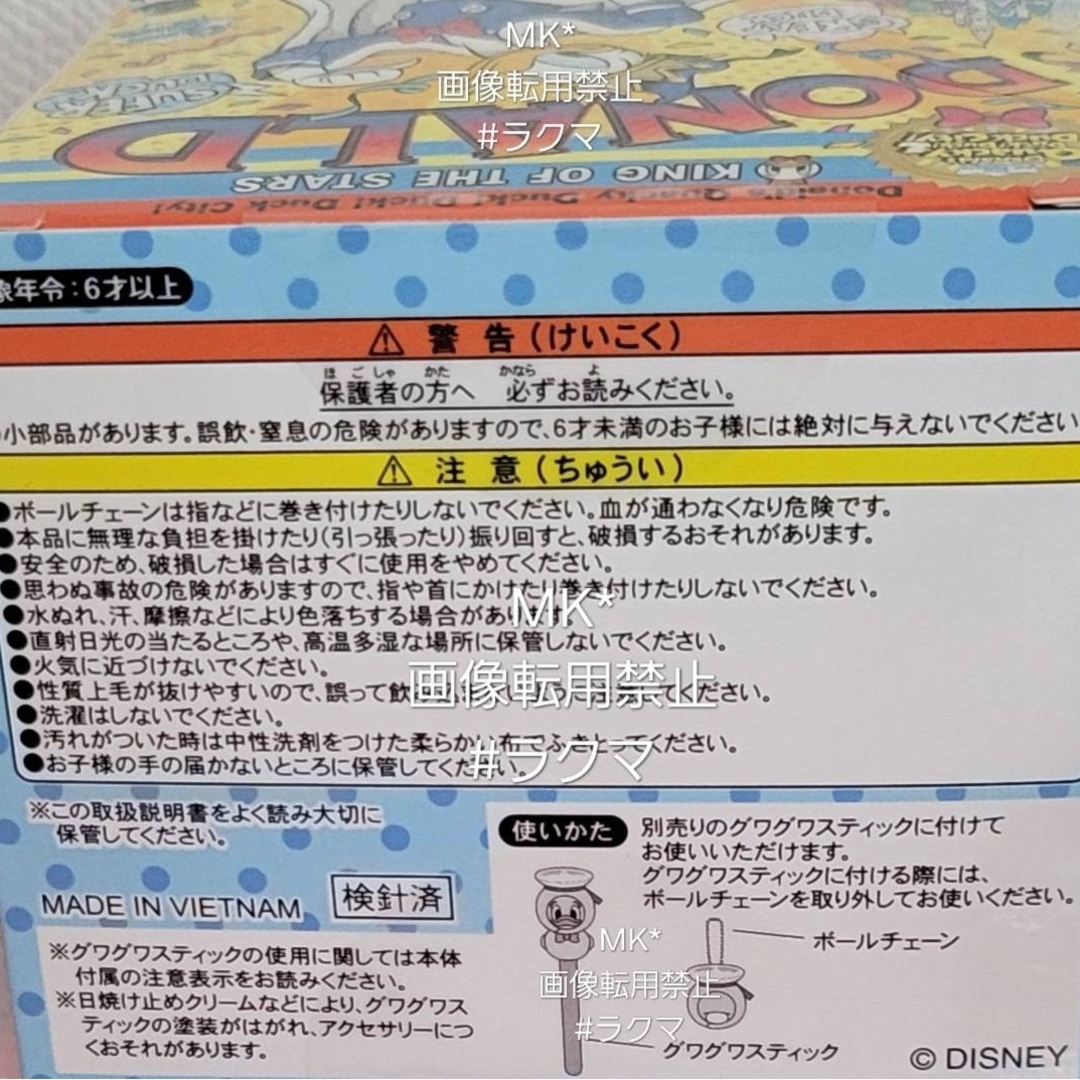 MK*
画像転用禁止
#ラクマ
DONALD
KING OF THE STARS
Donald's Quacky Duck! Duck! Duck City!
象年令:6才以上
⚠ 警告(けいこく)
保護者の方へ 必ずお読みください。
小部品があります。誤飲・窒息の危険がありますので、6才未満のお子様には絶対に与えないでください
⚠ 注意(ちゅうい)
●ボールチェーンは指などに巻き付けたりしないでください。血が通わなくなり危険です。
●本品に無理な負担を掛けたり(引っ張ったり)振り回すと、破損するおそれがあります。
●安全のため、破損した場合はすぐに使用をやめてください。
●思わぬ事故の危険がありますので、指や首にかけたり巻き付けたりしないでください。
●水ぬれ、汗、摩擦などにより色落ちする場合があります
MK*
●直射日光の当たるところや、高温多湿な場所に保管しないでください。
●火気に近づけないでください。
画像転用禁止
●性質上毛が抜けやすいので、誤って飲み込まないてください。
●洗濯はしないでください。
●汚れがついた時は中性洗剤をつけた柔らかい布でふきとってください。
#ラクマ
●お子様の手の届かないところに保管してください。
※この取扱説明書をよく読み大切に
保管してください。
MADE IN VIETNAM
検針済
※グワグワスティックの使用に関しては本体
付属の注意表示をお読みください。
※日焼け止めクリームなどにより、グワグワス
ティックの塗装がはがれ、アクセサリーにつ
くおそれがあります。
使いかた
別売りのグワグワスティックに付けて
お使いいただけます。
グワグワスティックに付ける際には、
ボールチェーンを取り外してお使いください。
MK*
画像転用禁止
#ラクマ
ボールチェーン
グワグワスティック
© DISNEY